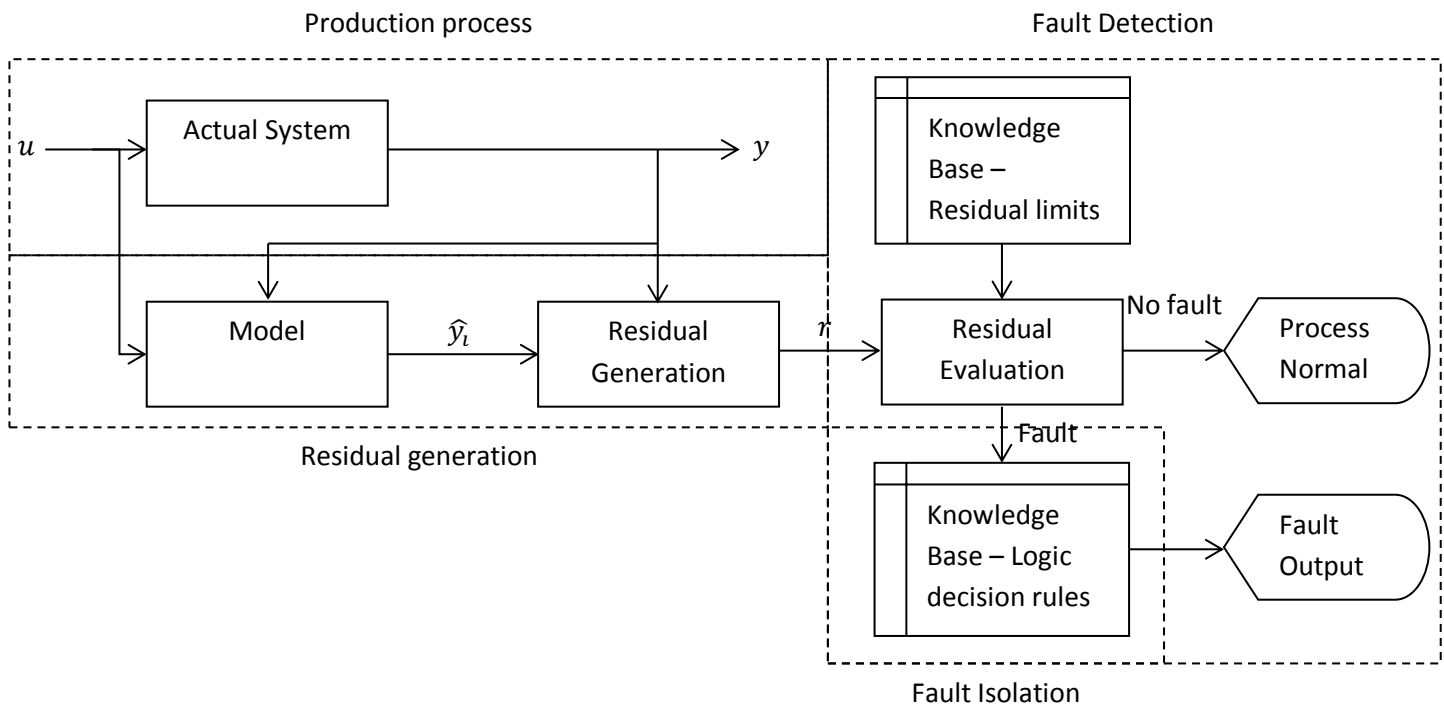 Production process
Fault Detection
u
Actual System
y
Knowledge
Base –
Residual limits
Model
ŷı
Residual
Generation
r
Residual
Evaluation
No fault
Process
Normal
Residual generation
Fault
Knowledge
Base – Logic
decision rules
Fault
Output
Fault Isolation